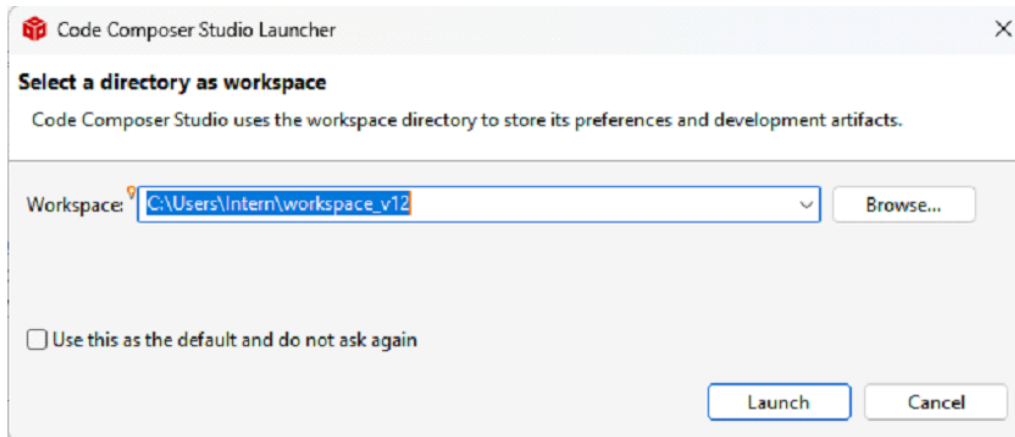 Code Composer Studio Launcher
Select a directory as workspace
Code Composer Studio uses the workspace directory to store its preferences and development artifacts.
Workspace: C:\Users\Intern\workspace_v12 Browse...
Use this as the default and do not ask again
Launch Cancel